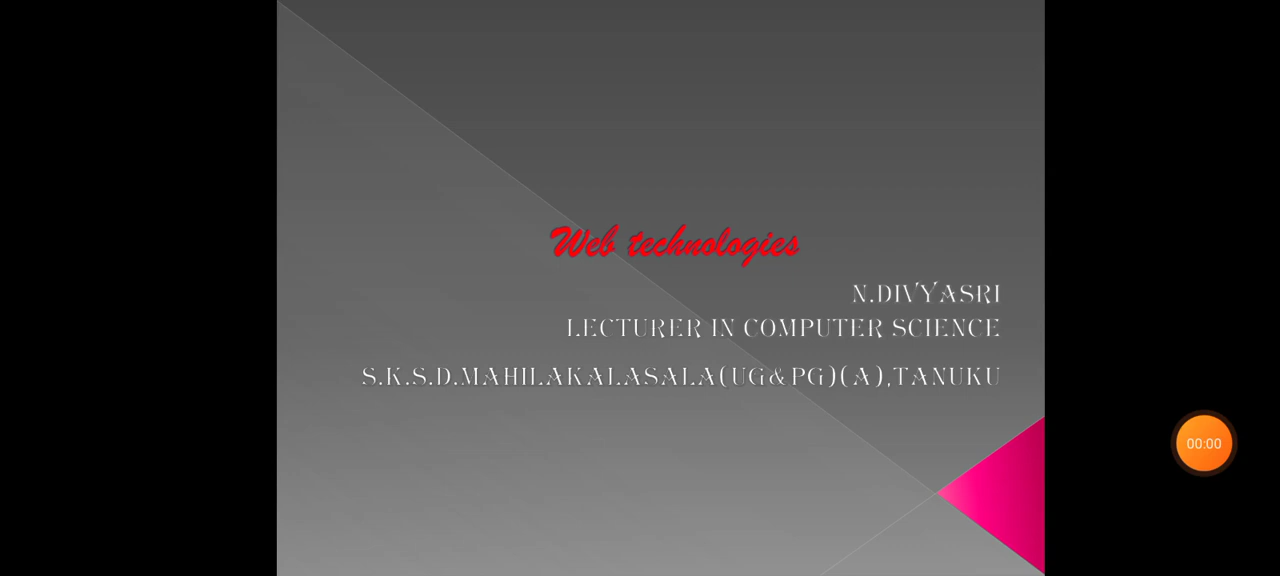 Web technologies
N.DIVYASRI
LECTURER IN COMPUTER SCIENCE
S.K.S.D.MAHILAKALASALA(UG&PG)(A),TANUKU
00:00